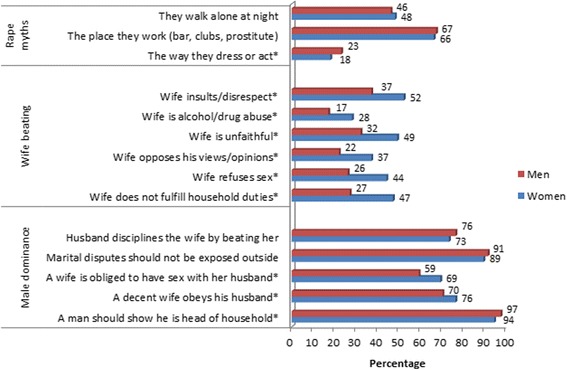 Rape
myths
They walk alone at night
46
48
The place they work (bar, clubs, prostitute)
67
66
The way they dress or act*
23
18
Wife beating
Wife insults/disrespect*
37
52
Wife is alcohol/drug abuse*
17
28
Wife is unfaithful*
32
49
Wife opposes his views/opinions*
22
37
Wife refuses sex*
26
44
Wife does not fulfill household duties*
27
47
Men
Women
Male dominance
Husband disciplines the wife by beating her
76
73
Marital disputes should not be exposed outside
91
89
A wife is obliged to have sex with her husband*
59
69
A decent wife obeys his husband*
70
76
A man should show he is head of household*
97
94
0 10 20 30 40 50 60 70 80 90 100
Percentage